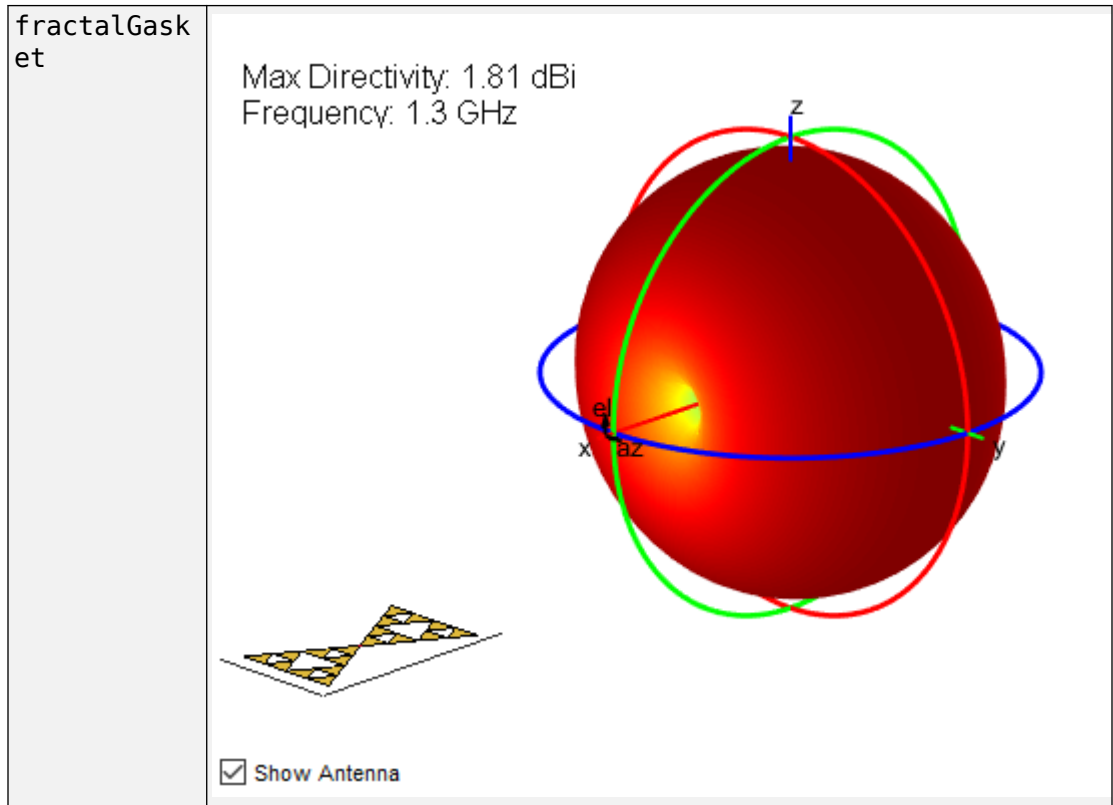 fractalGask
et
Max Directivity: 1.81 dBi
Frequency: 1.3 GHz
z
el
x az
y
Show Antenna